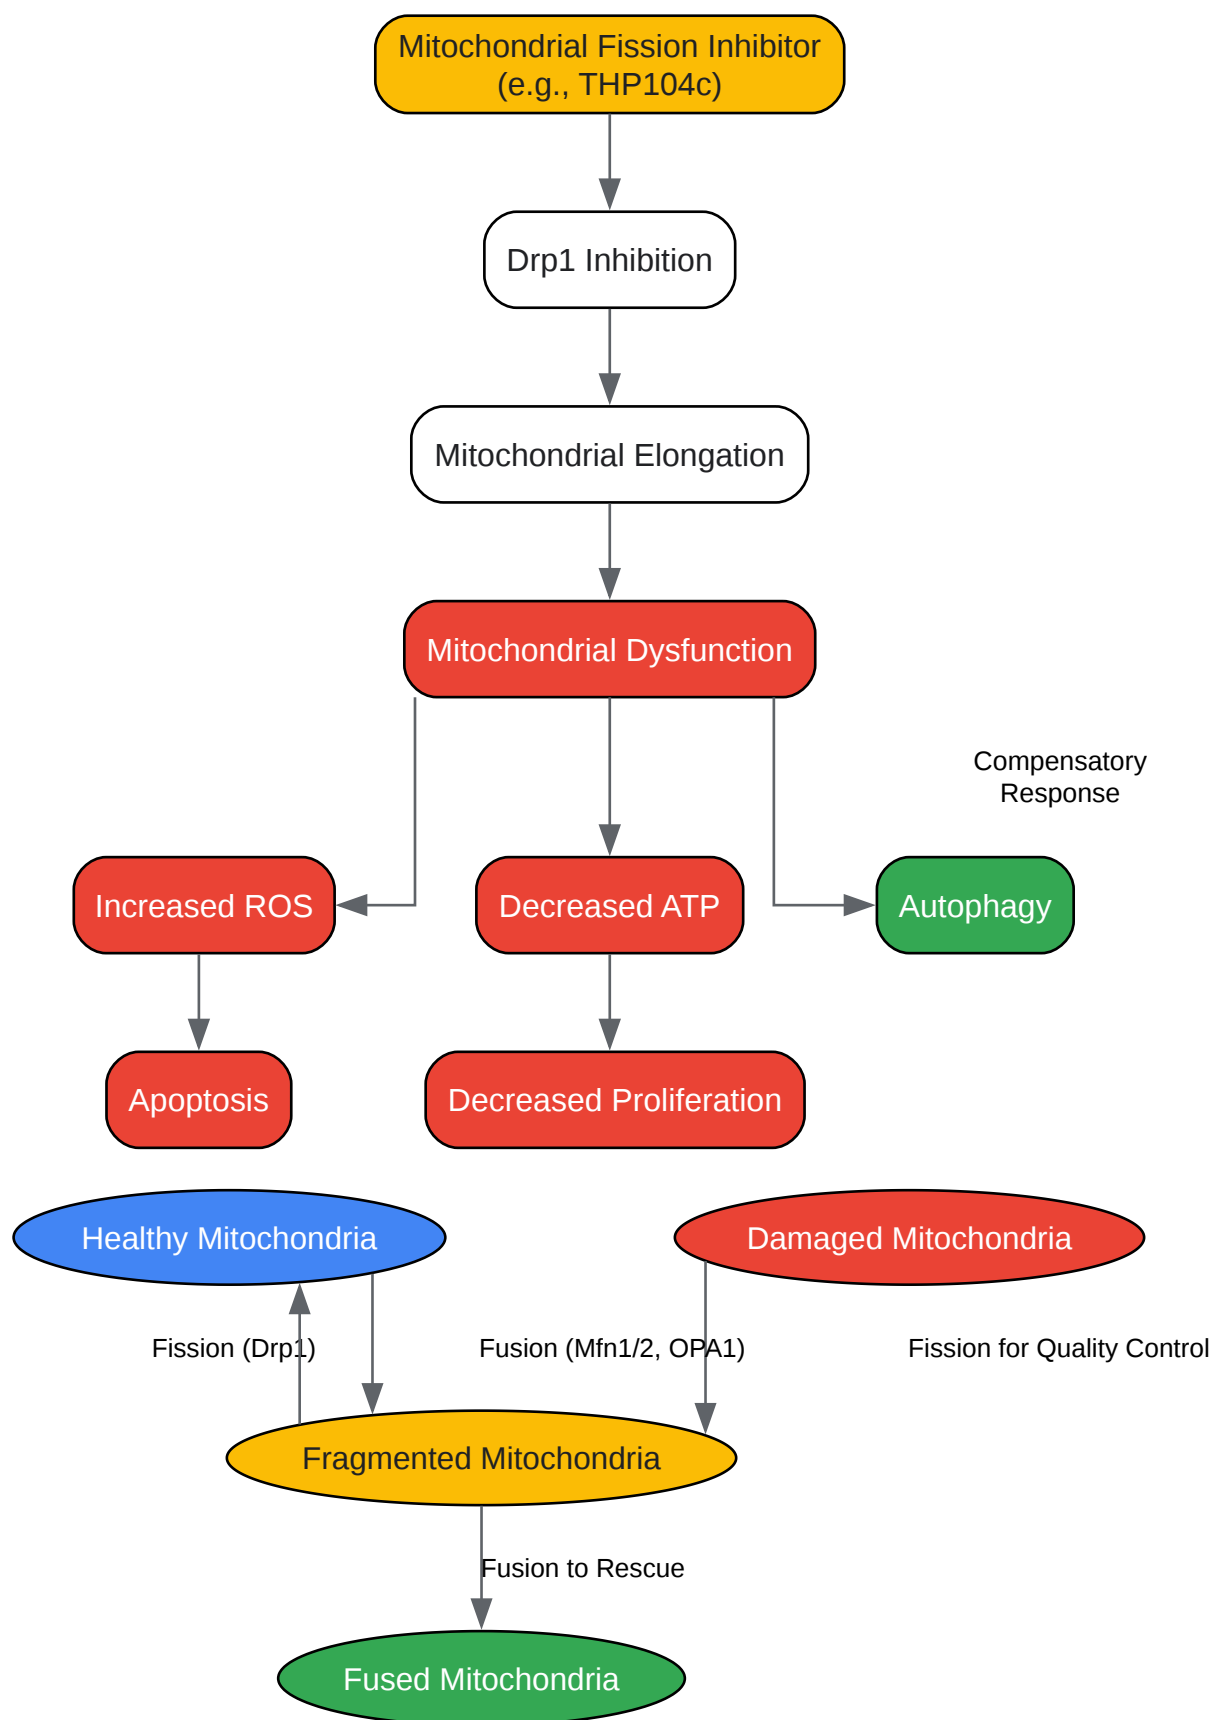 Mitochondrial Fission Inhibitor
(e.g., THP104c)
Drp1 Inhibition
Mitochondrial Elongation
Mitochondrial Dysfunction
Compensatory
Response
Increased ROS
Decreased ATP
Autophagy
Apoptosis
Decreased Proliferation
Healthy Mitochondria
Damaged Mitochondria
Fission (Drp1)
Fusion (Mfn1/2, OPA1)
Fission for Quality Control
Fragmented Mitochondria
Fusion to Rescue
Fused Mitochondria